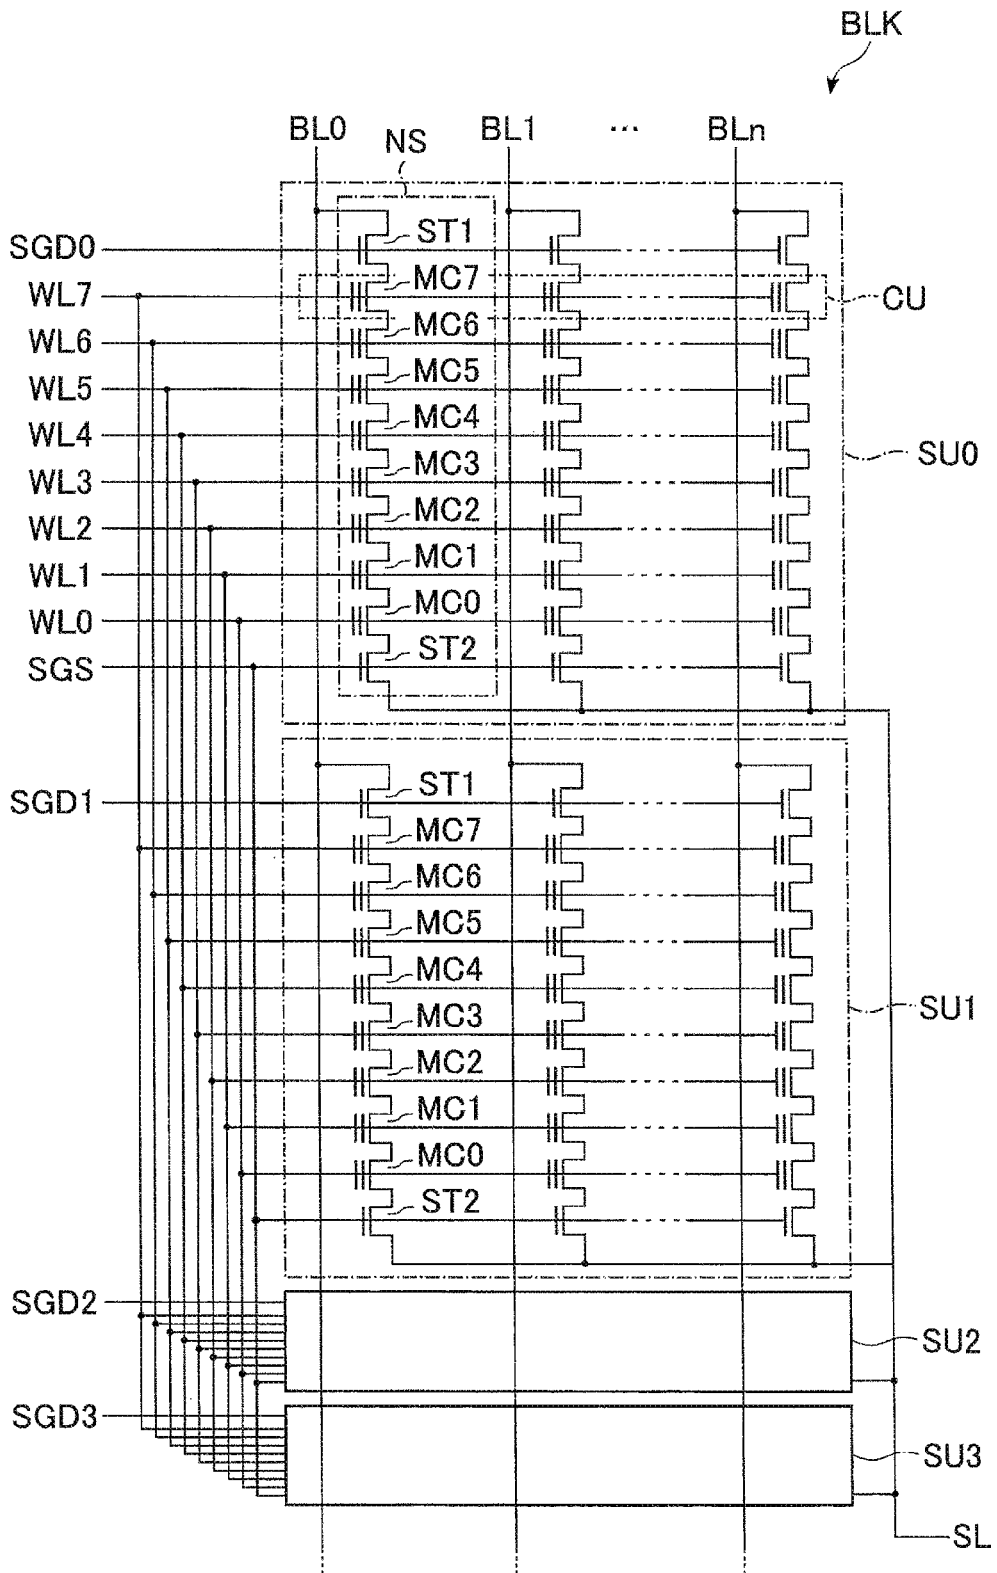 BLK
BL0 NS BL1 ... BLn
SGD0 ST1
WL7 MC7 CU
WL6 MC6
WL5 MC5
WL4 MC4 SU0
WL3 MC3
WL2 MC2
WL1 MC1
WL0 MC0
SGS ST2
SGD1 ST1
MC7
MC6
MC5
MC4 SU1
MC3
MC2
MC1
MC0
ST2
SGD2 SU2
SGD3 SU3
SL